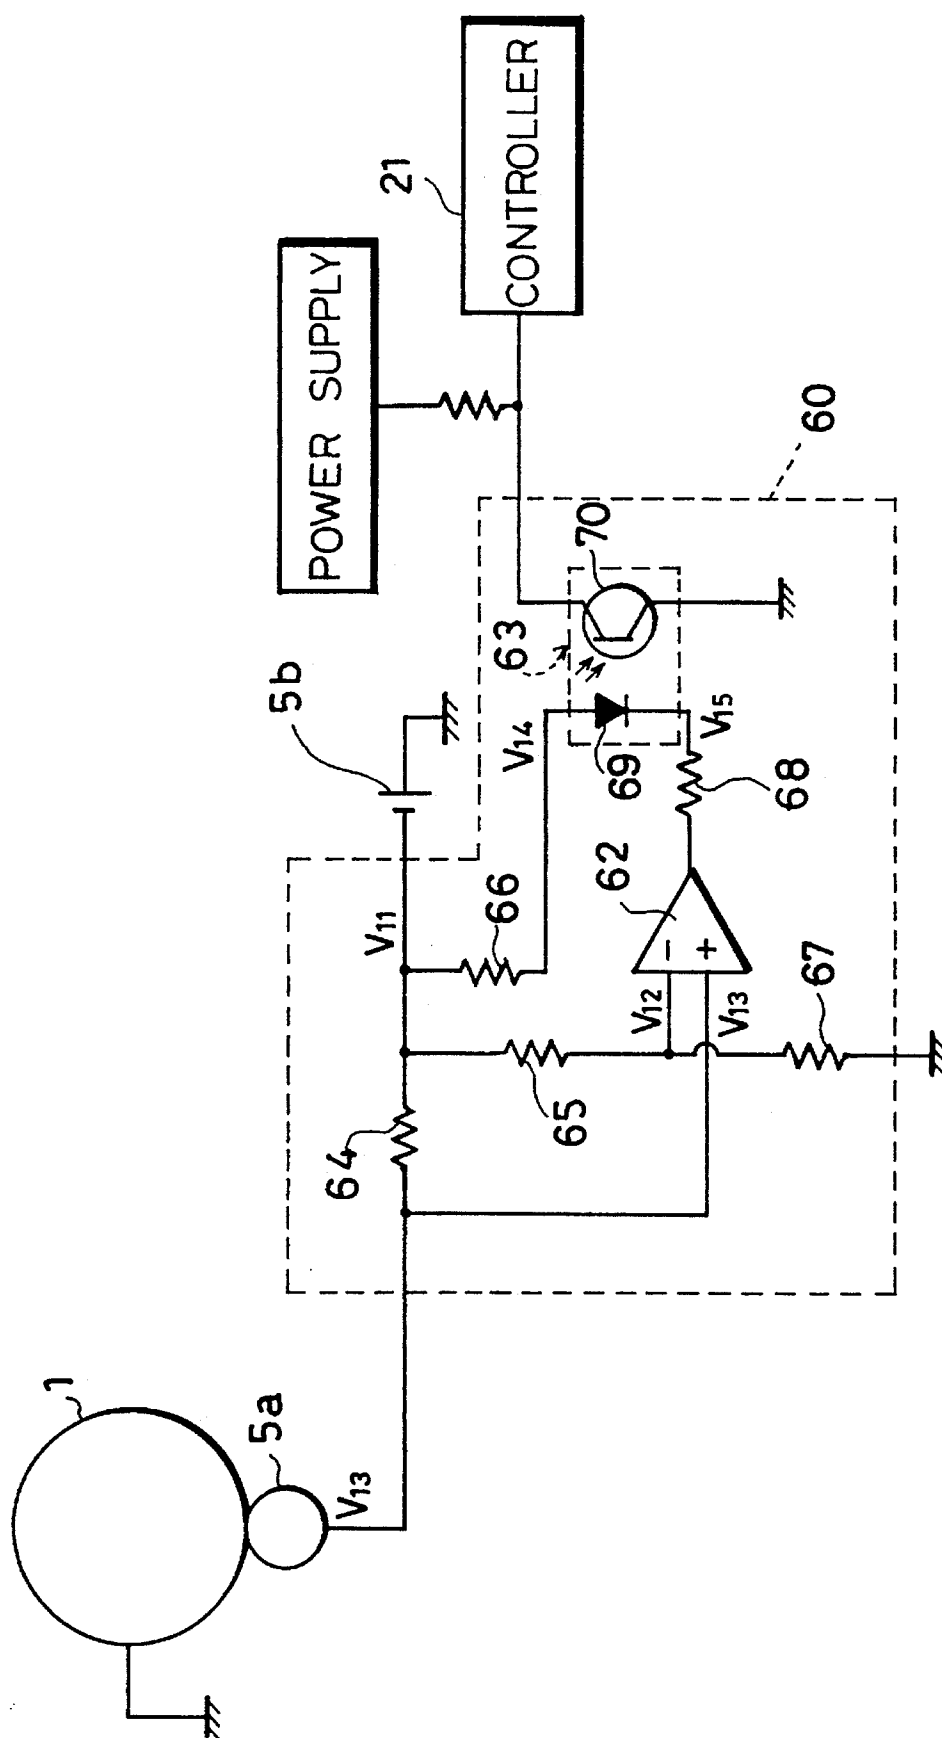 POWER SUPPLY
CONTROLLER
21
60
5b
63
70
V11
V14
V15
66
69
68
62
64
65
V12
V13
−
+
67
1
5a
V13